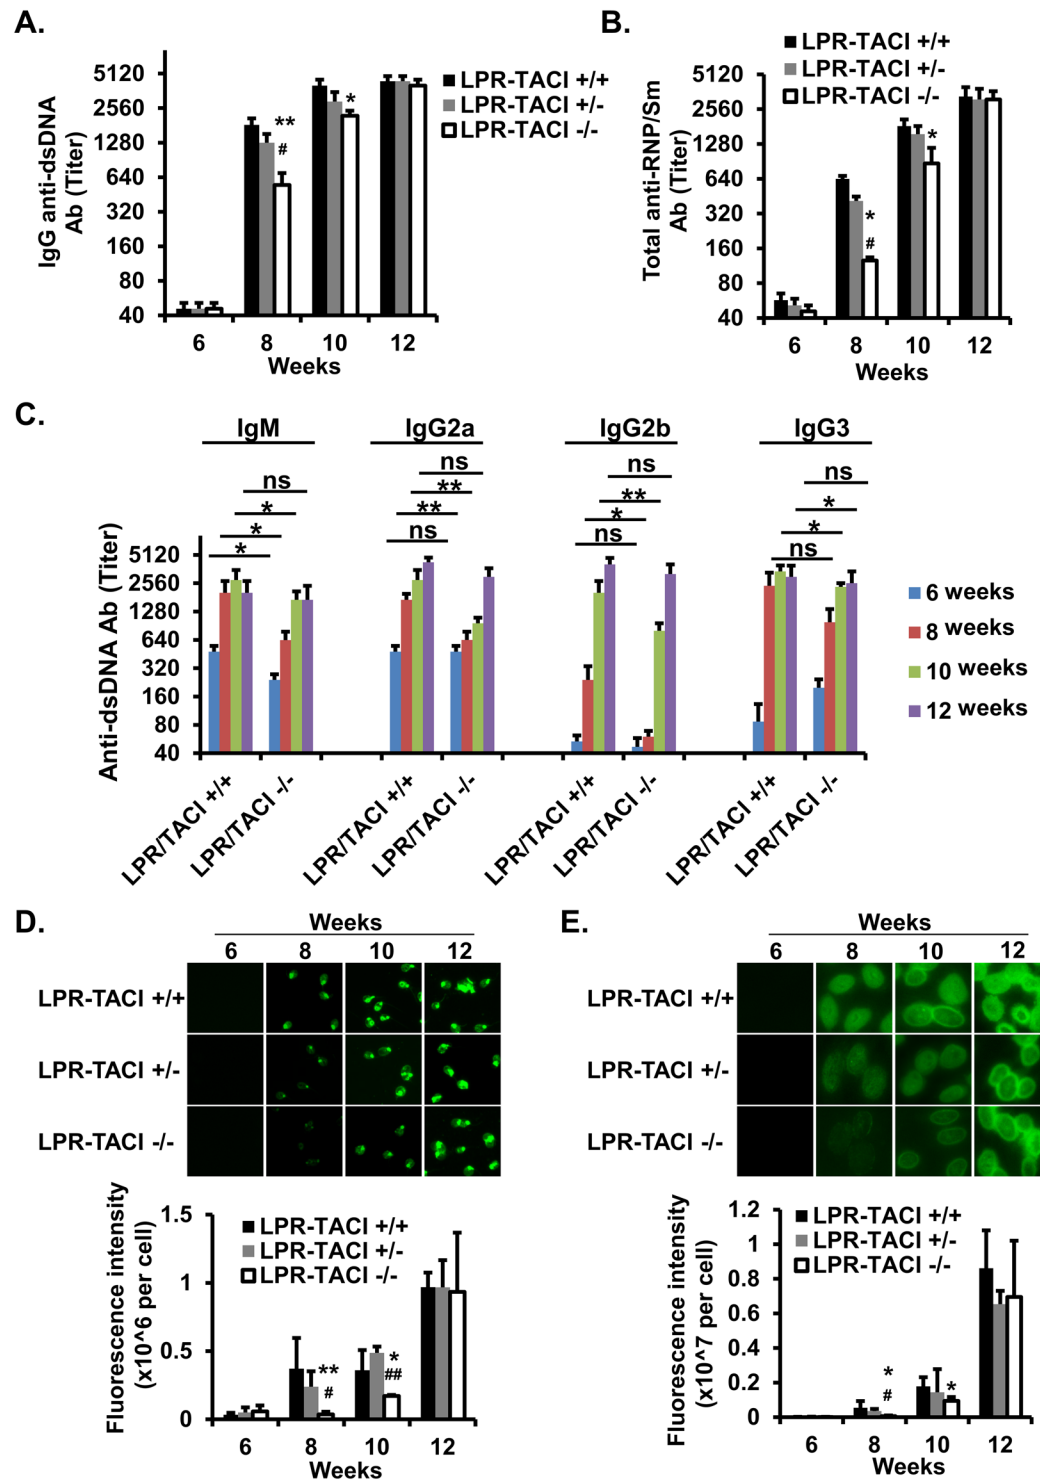 A.
5120
2560
1280
640
320
160
80
40
IgG anti-dsDNA
Ab (Titer)
LPR-TACI +/+
LPR-TACI +/-
LPR-TACI -/-
**
#
*
6 8 10 12
Weeks
B.
LPR-TACI +/+
LPR-TACI +/-
LPR-TACI -/-
5120
2560
1280
640
320
160
80
40
Total anti-RNP/Sm
Ab (Titer)
*
#
*
6 8 10 12
Weeks
C.
IgM IgG2a IgG2b IgG3
ns
*
*
*
ns
**
**
ns
ns
**
*
ns
ns
*
*
ns
Anti-dsDNA Ab (Titer)
5120
2560
1280
640
320
160
80
40
6 weeks
8 weeks
10 weeks
12 weeks
LPR/TACI +/+
LPR/TACI -/-
LPR/TACI +/+
LPR/TACI -/-
LPR/TACI +/+
LPR/TACI -/-
LPR/TACI +/+
LPR/TACI -/-
D.
Weeks
6 8 10 12
LPR-TACI +/+
LPR-TACI +/-
LPR-TACI -/-
Fluorescence intensity
(x10^6 per cell)
1.5
1
0.5
0
LPR-TACI +/+
LPR-TACI +/-
LPR-TACI -/-
**
#
*
##
6 8 10 12
Weeks
E.
Weeks
6 8 10 12
LPR-TACI +/+
LPR-TACI +/-
LPR-TACI -/-
Fluorescence intensity
(x10^7 per cell)
1.2
1
0.8
0.6
0.4
0.2
0
LPR-TACI +/+
LPR-TACI +/-
LPR-TACI -/-
*
#
*
6 8 10 12
Weeks